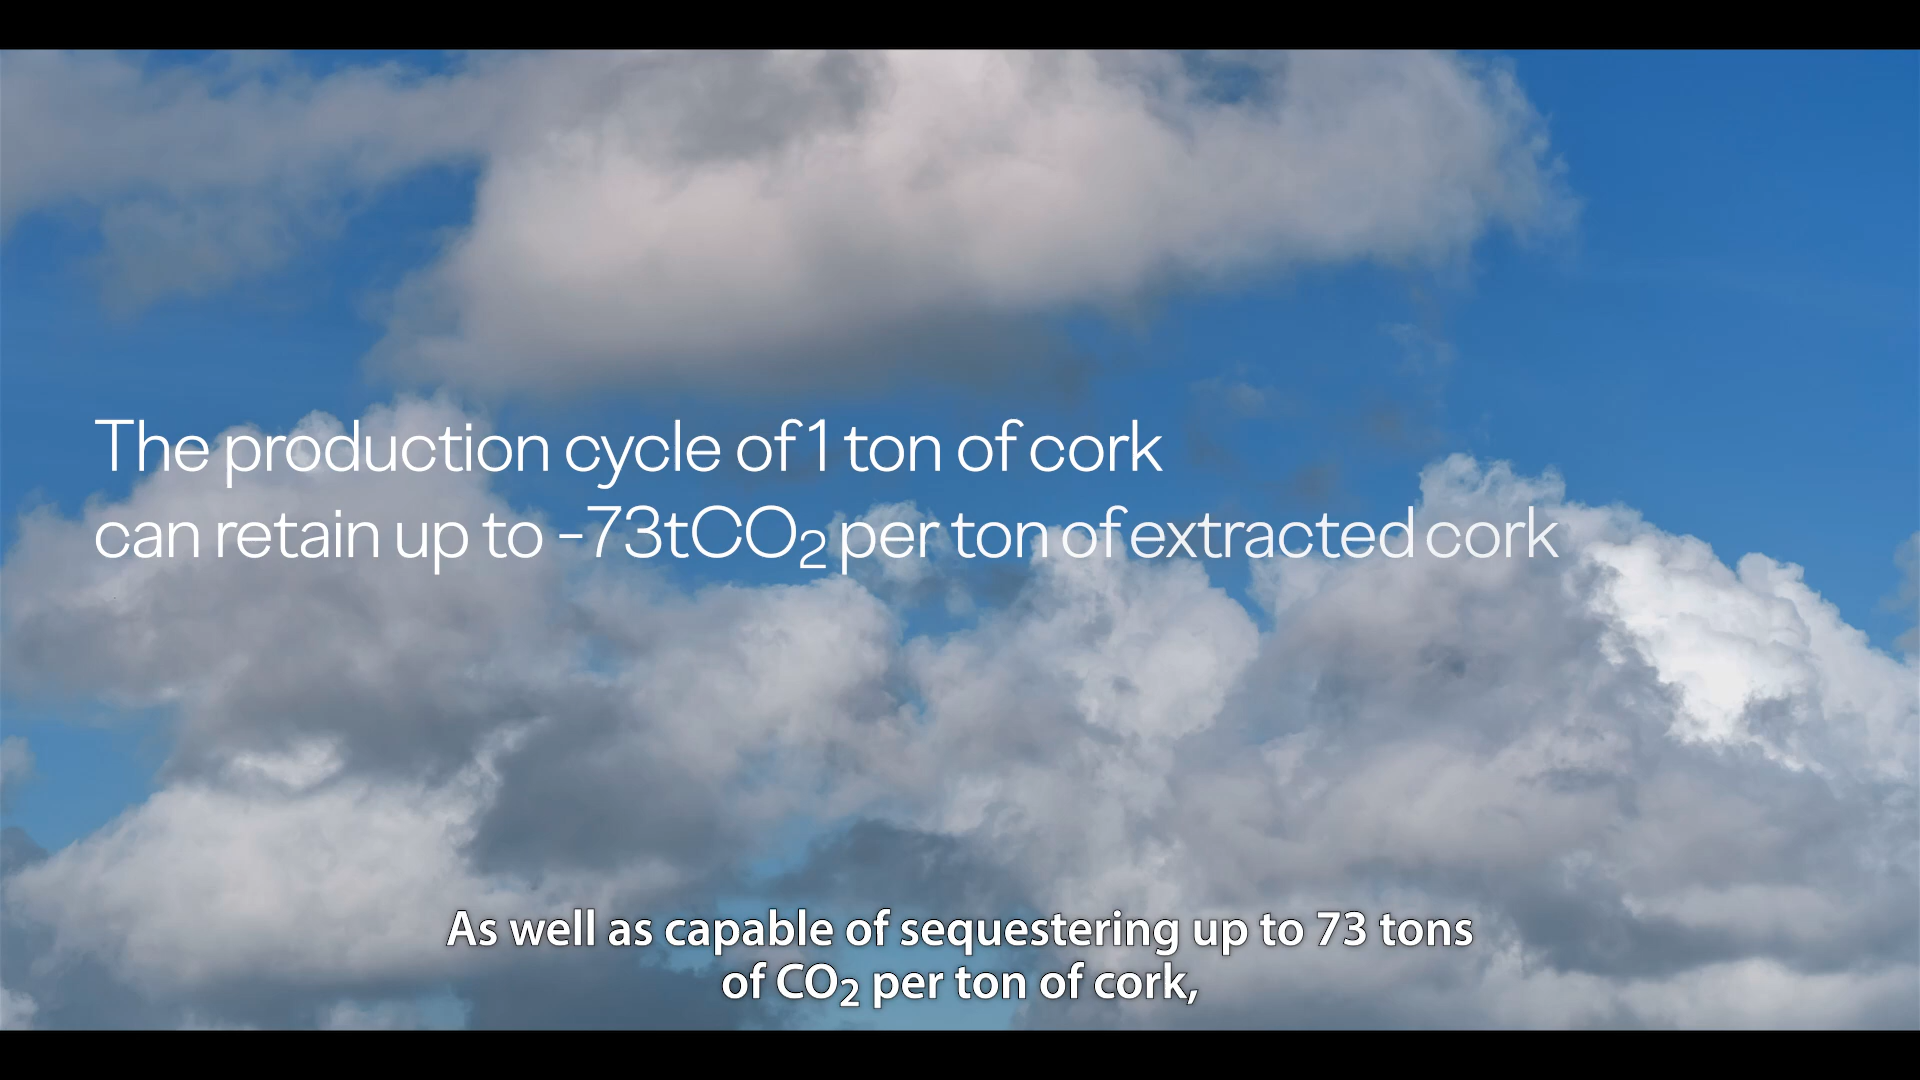 The production cycle of 1 ton of cork
can retain up to -73tCO₂ per ton of extracted cork
As well as capable of sequestering up to 73 tons
of CO₂ per ton of cork,